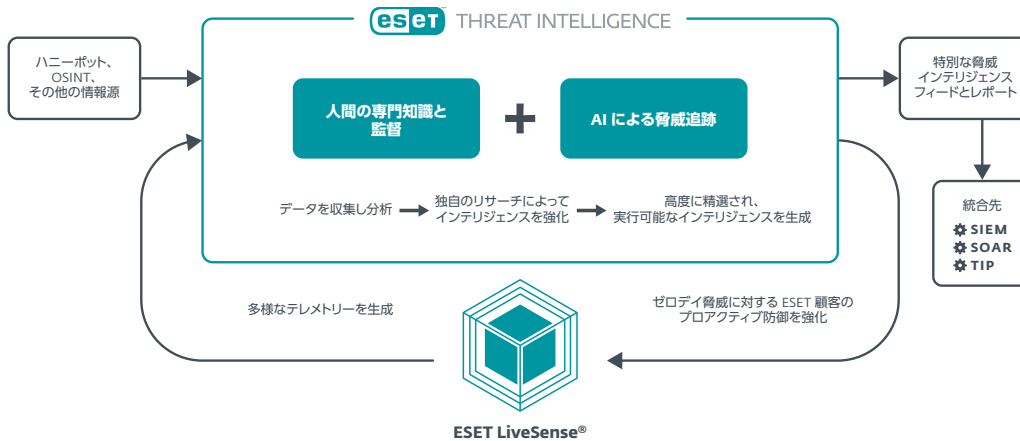 eset THREAT INTELLIGENCE
ハニーポット、
OSINT、
その他の情報源
人間の専門知識と
監督
+
AI による脅威追跡
データを収集し分析
独自のリサーチによって
インテリジェンスを強化
高度に精選され、
実行可能なインテリジェンスを生成
特別な脅威
インテリジェンス
フィードとレポート
統合先
SIEM
SOAR
TIP
多様なテレメトリーを生成
ゼロデイ脅威に対する ESET 顧客の
プロアクティブ防御を強化
ESET LiveSense®